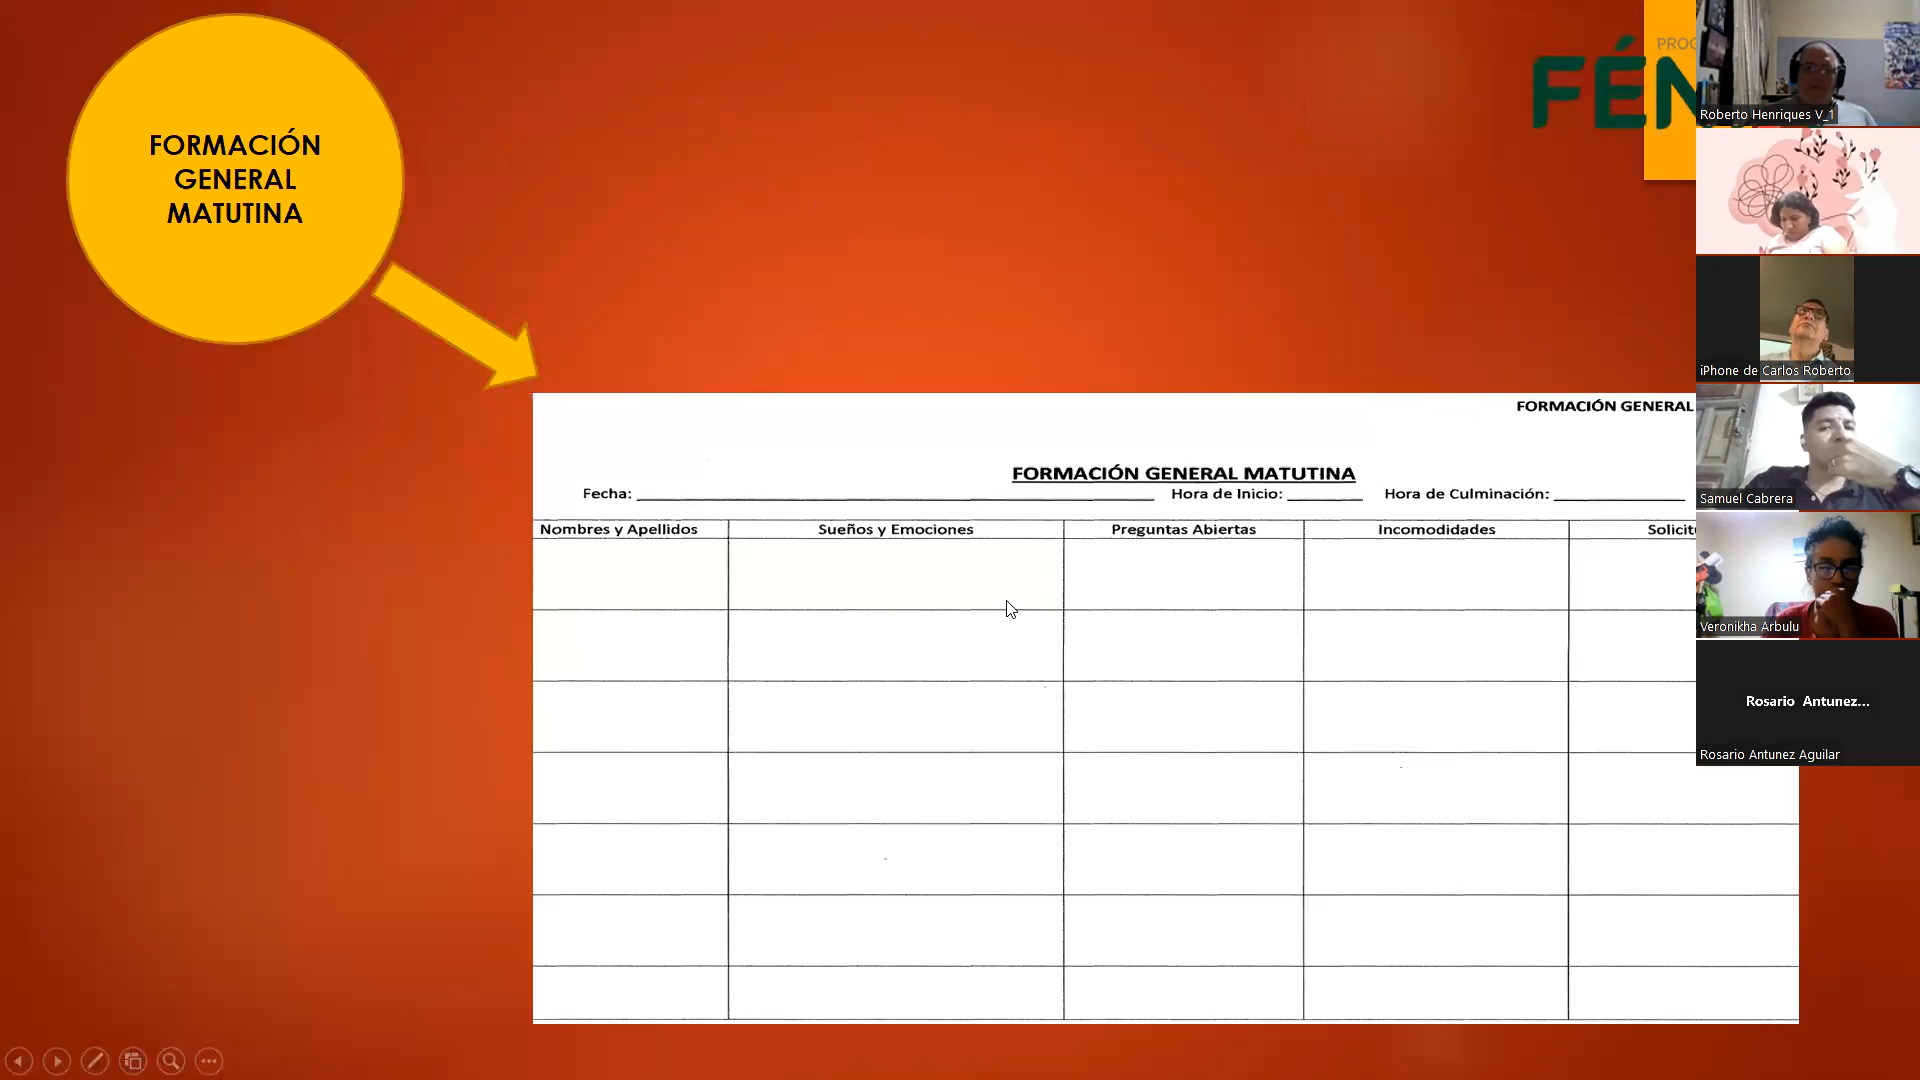 FORMACIÓN
GENERAL
MATUTINA
PROG
FÉN
FORMACIÓN GENERAL
FORMACIÓN GENERAL MATUTINA
Fecha: Hora de Inicio: Hora de Culminación:
Nombres y Apellidos Sueños y Emociones Preguntas Abiertas Incomodidades Solicitu
Roberto Henriques V_1
iPhone de Carlos Roberto
Samuel Cabrera
Veronikha Arbulu
Rosario Antunez...
Rosario Antunez Aguilar